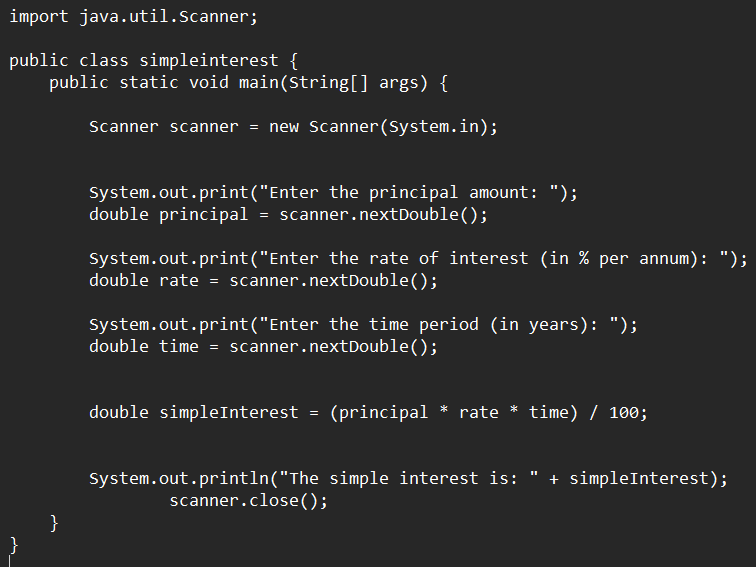 import java.util.Scanner;
public class simpleinterest {
    public static void main(String[] args) {
        Scanner scanner = new Scanner(System.in);
        System.out.print("Enter the principal amount: ");
        double principal = scanner.nextDouble();
        System.out.print("Enter the rate of interest (in % per annum): ");
        double rate = scanner.nextDouble();
        System.out.print("Enter the time period (in years): ");
        double time = scanner.nextDouble();
        double simpleInterest = (principal * rate * time) / 100;
        System.out.println("The simple interest is: " + simpleInterest);
                scanner.close();
    }
}